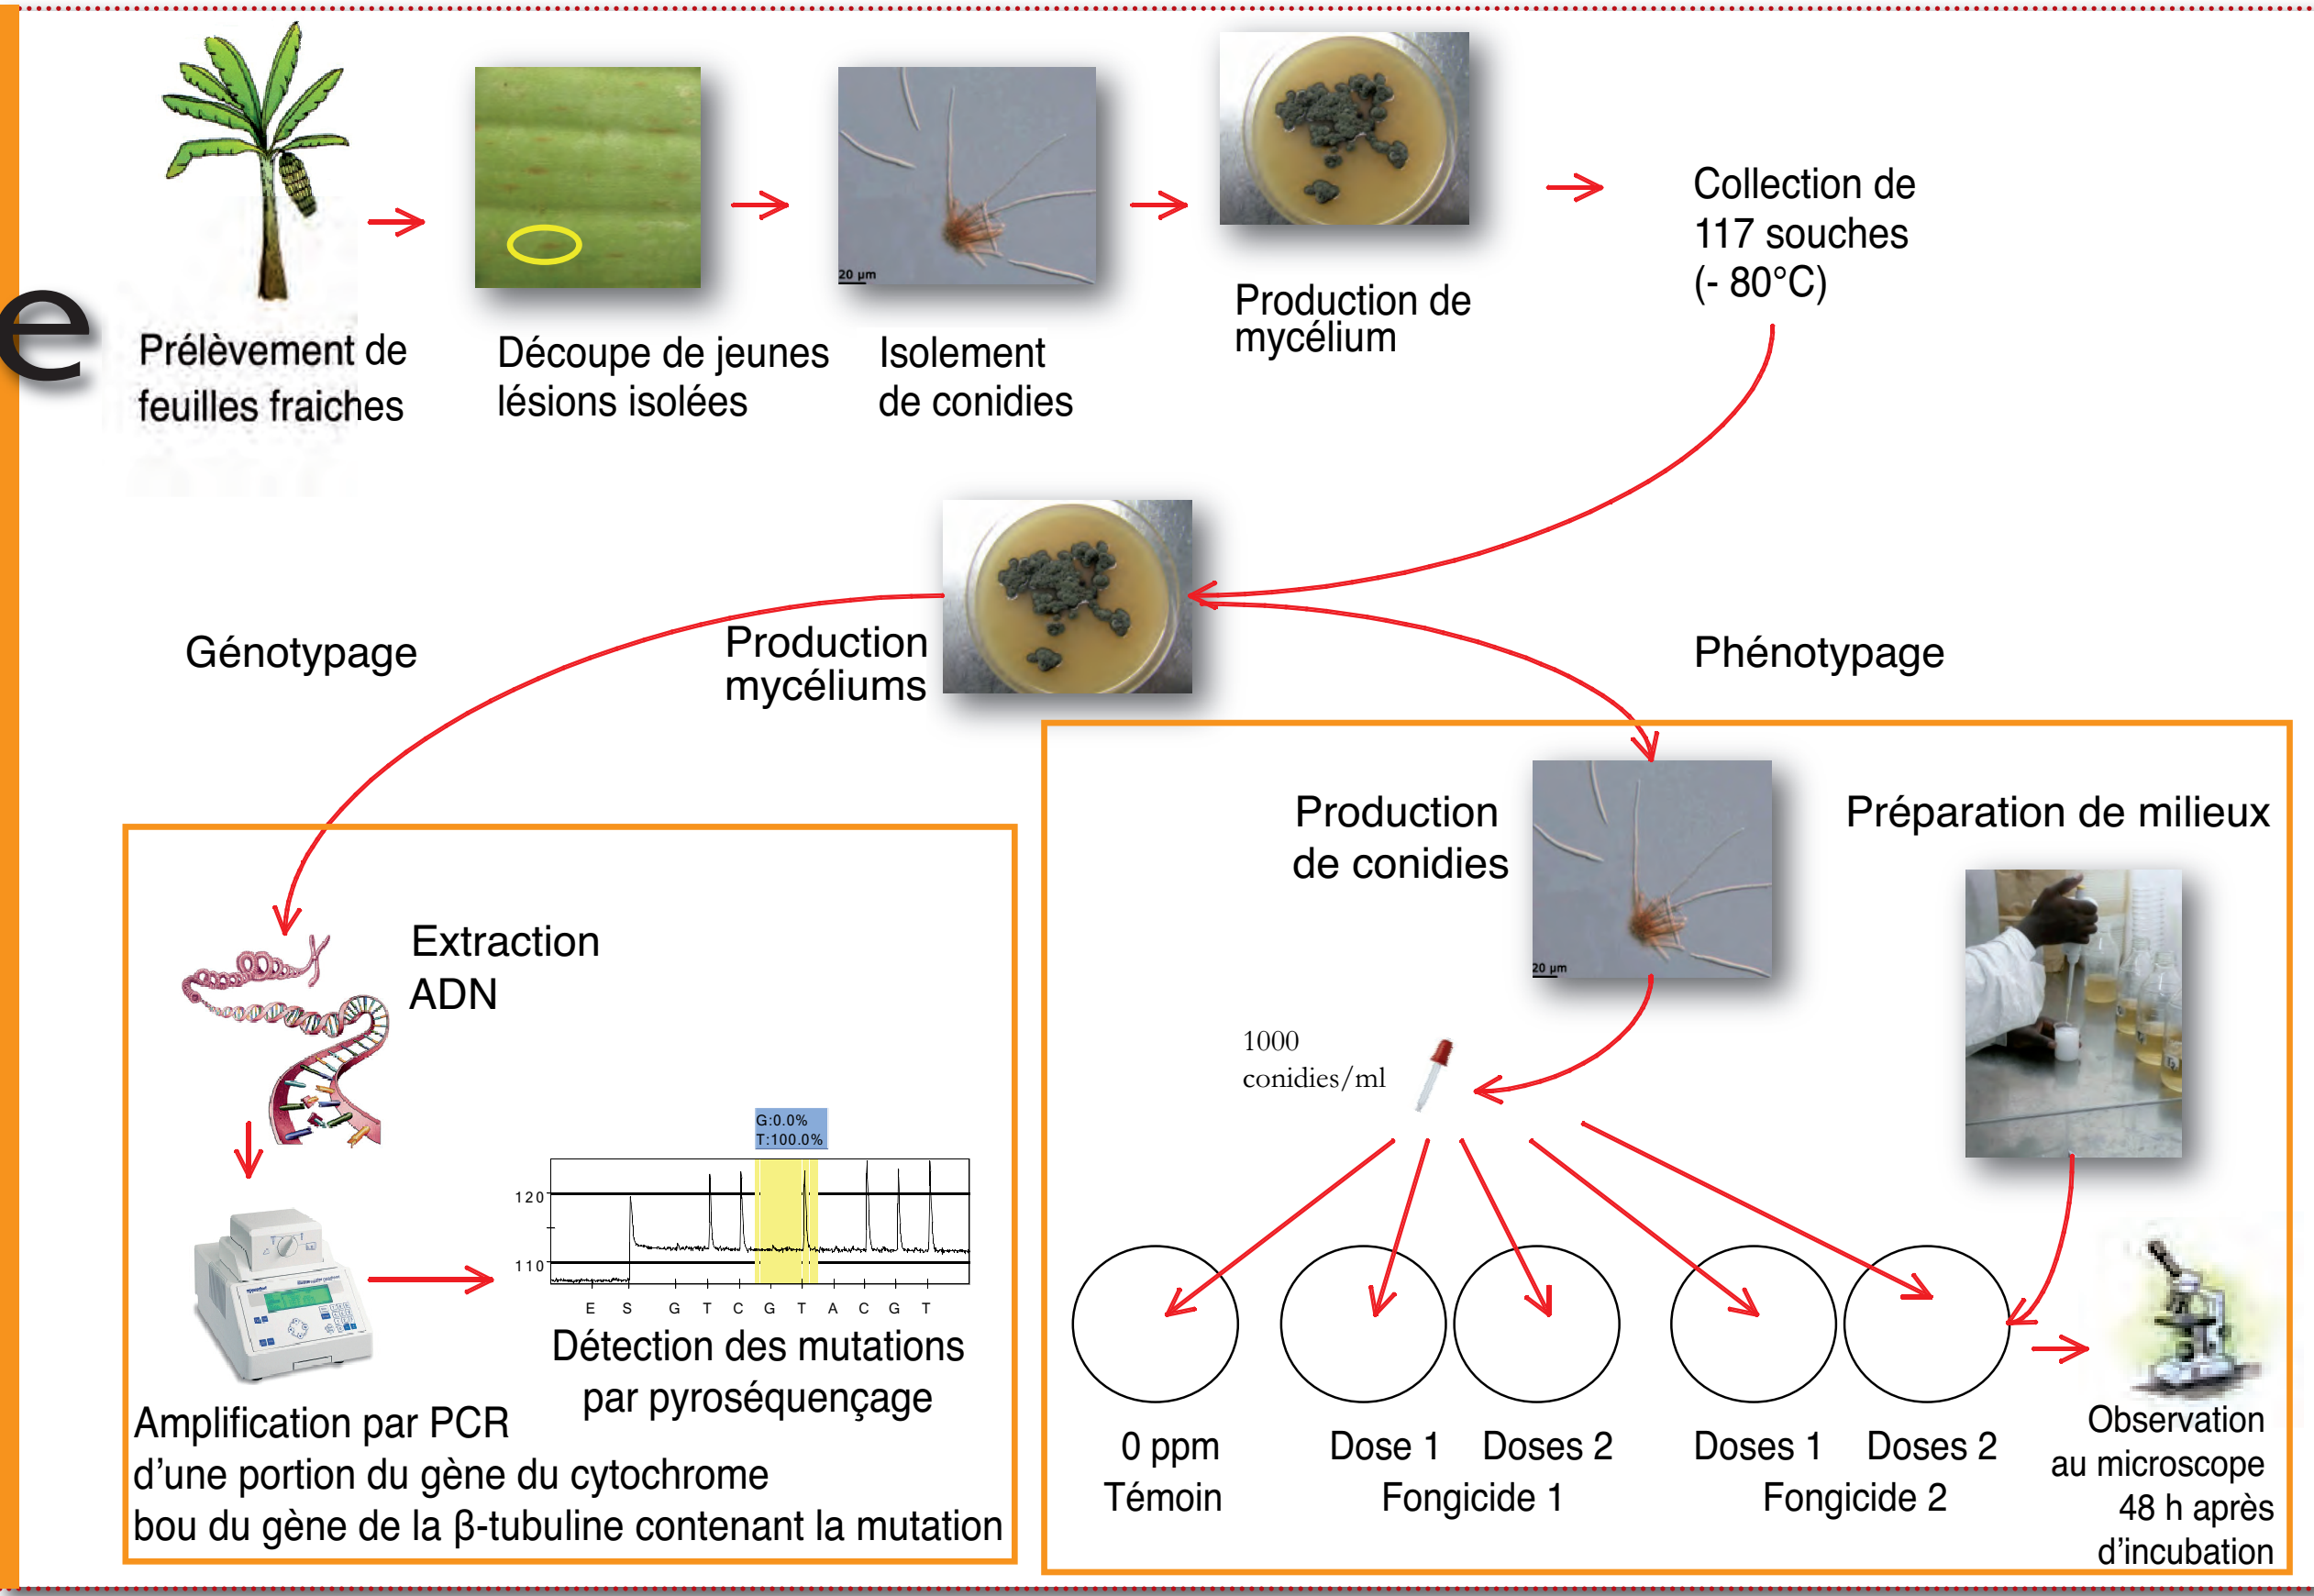 e
Prélèvement de
feuilles fraiches
Découpe de jeunes
lésions isolées
20 µm
Isolement
de conidies
Production de
mycélium
Collection de
117 souches
(- 80°C)
Génotypage
Production
mycéliums
Phénotypage
Extraction
ADN
G:0.0%
T:100.0%
120
110
E S G T C G T A C G T
Détection des mutations
par pyroséquençage
Amplification par PCR
d'une portion du gène du cytochrome
bou du gène de la β-tubuline contenant la mutation
Production
de conidies
20 µm
Préparation de milieux
1000
conidies/ml
0 ppm
Témoin
Dose 1 Doses 2
Fongicide 1
Doses 1 Doses 2
Fongicide 2
Observation
au microscope
48 h après
d'incubation